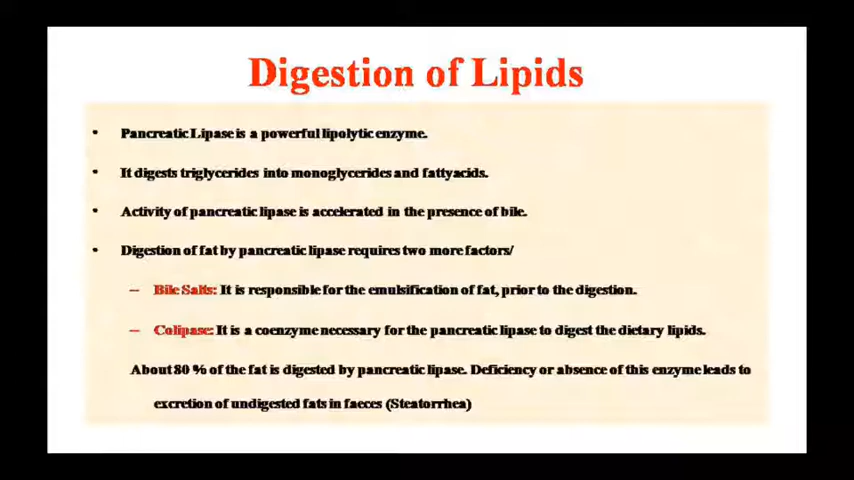 Digestion of Lipids
• Pancreatic Lipase is a powerful lipolytic enzyme.
• It digests triglycerides into monoglycerides and fattyacids.
• Activity of pancreatic lipase is accelerated in the presence of bile.
• Digestion of fat by pancreatic lipase requires two more factors/
– Bile Salts: It is responsible for the emulsification of fat, prior to the digestion.
– Colipase: It is a coenzyme necessary for the pancreatic lipase to digest the dietary lipids.
About 80 % of the fat is digested by pancreatic lipase. Deficiency or absence of this enzyme leads to
excretion of undigested fats in faeces (Steatorrhea)